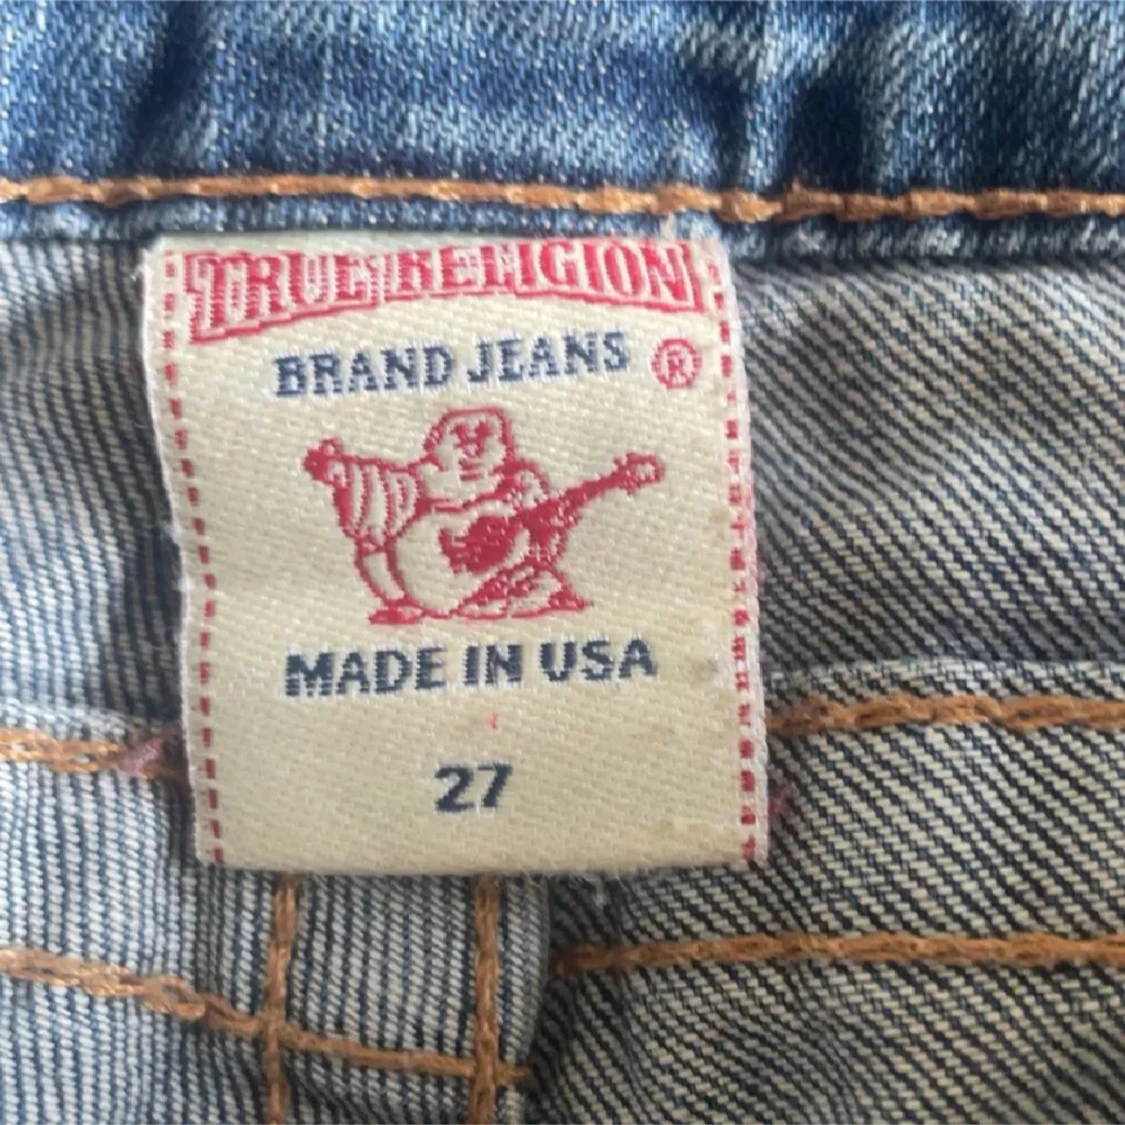 TRUE RELIGION
BRAND JEANS ®
MADE IN USA
27